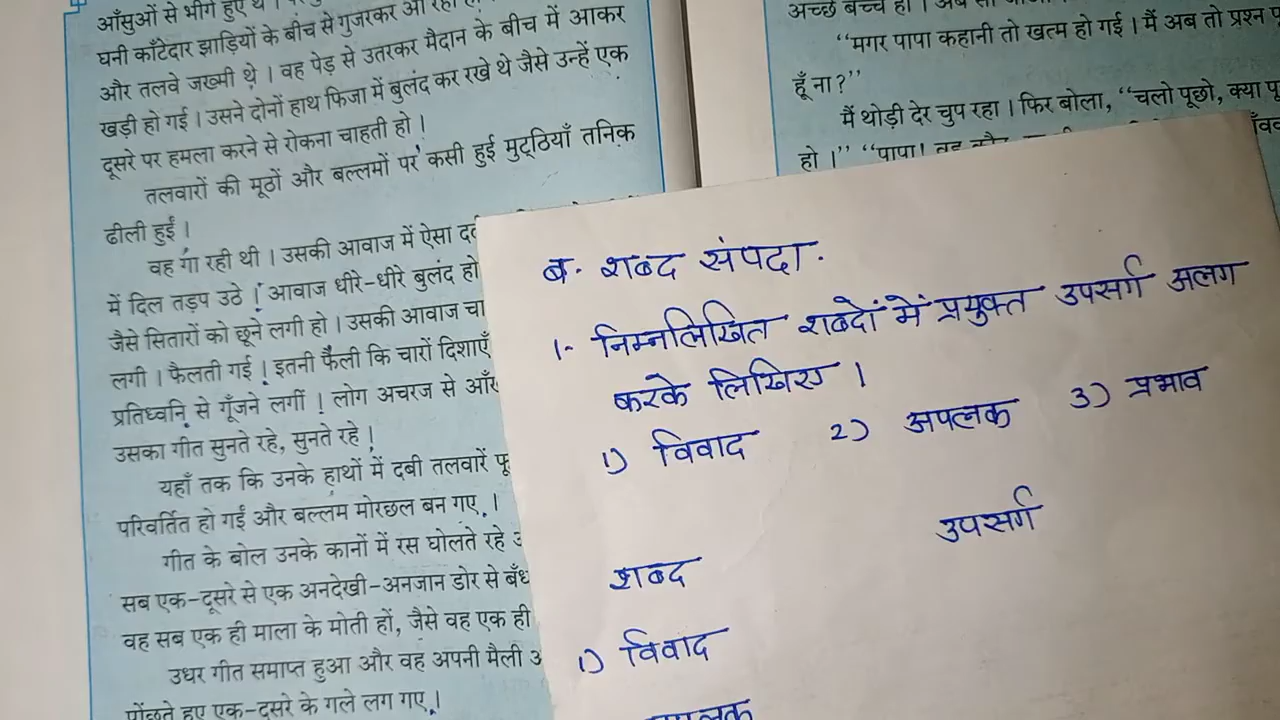 आँसुओं से भीगे हुए थे।
घनी काँटेदार झाड़ियों के बीच से गुजरकर आ रही
और तलवे जख्मी थे। वह पेड़ से उतरकर मैदान के बीच में आकर
खड़ी हो गई। उसने दोनों हाथ फिजा में बुलंद कर रखे थे जैसे उन्हें एक
दूसरे पर हमला करने से रोकना चाहती हो।
तलवारों की मूठों और बल्लमों पर कसी हुई मुट्ठियाँ तनिक
ढीली हुईं।
वह गा रही थी। उसकी आवाज में ऐसा
में दिल तड़प उठे। आवाज धीरे-धीरे बुलंद हो
जैसे सितारों को छूने लगी हो। उसकी आवाज चा
लगी। फैलती गई। इतनी फैली कि चारों दिशाएँ
प्रतिध्वनि से गूँजने लगीं। लोग अचरज से
उसका गीत सुनते रहे, सुनते रहे।
यहाँ तक कि उनके हाथों में दबी तलवारें फू
परिवर्तित हो गईं और बल्लम मोरछल बन गए।
गीत के बोल उनके कानों में रस घोलते रहे
सब एक-दूसरे से एक अनदेखी-अनजान डोर से बँध
वह सब एक ही माला के मोती हों, जैसे वह एक ही
उधर गीत समाप्त हुआ और वह अपनी मैली
पोंछते हुए एक-दूसरे के गले लग गए।
अच्छे बच्चे हो।
“मगर पापा कहानी तो खत्म हो गई। मैं अब तो प्रश्न
हूँ ना?”
मैं थोड़ी देर चुप रहा। फिर बोला, “चलो पूछो, क्या पू
हो।” “पापा! वह
ब. शब्द संपदा.
1. निम्नलिखित शब्दों में प्रयुक्त उपसर्ग अलग
करके लिखिए।
1) विवाद 2) अपलक 3) प्रभाव
शब्द उपसर्ग
1) विवाद